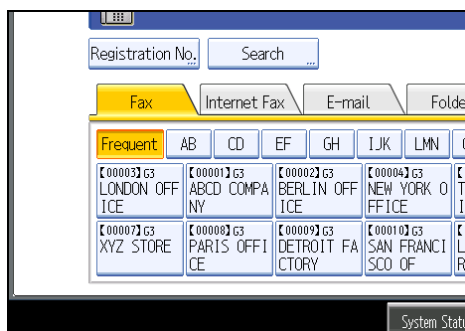 Registration No.
Search
Fax
Internet Fax
E-mail
Frequent
AB
CD
EF
GH
IJK
LMN
【00003】G3
LONDON OFF
ICE
【00001】G3
ABCD COMPA
NY
【00002】G3
BERLIN OFF
ICE
【00004】G3
NEW YORK O
FFICE
【00007】G3
XYZ STORE
【00008】G3
PARIS OFFI
CE
【00009】G3
DETROIT FA
CTORY
【00010】G3
SAN FRANCI
SCO OF
System